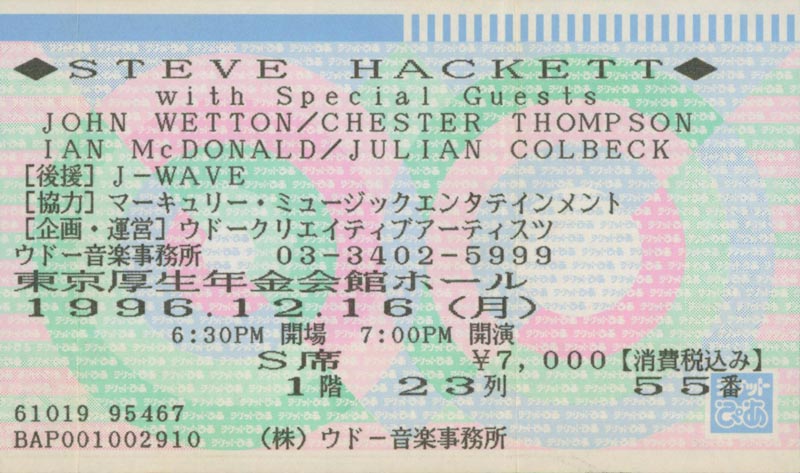 ◆STEVE HACKETT◆
with Special Guests
JOHN WETTON/CHESTER THOMPSON
IAN McDONALD/JULIAN COLBECK
[後援] J-WAVE
[協力] マーキュリー・ミュージックエンタテインメント
[企画・運営] ウドークリエイティブアーティスツ
ウドー音楽事務所 03-3402-5999
東京厚生年金会館ホール
1996.12.16 (月)
6:30PM 開場 7:00PM 開演
S席 ¥7,000【消費税込み】
1階 23列 55番
チケットぴあ
61019 95467
BAP001002910 (株)ウドー音楽事務所